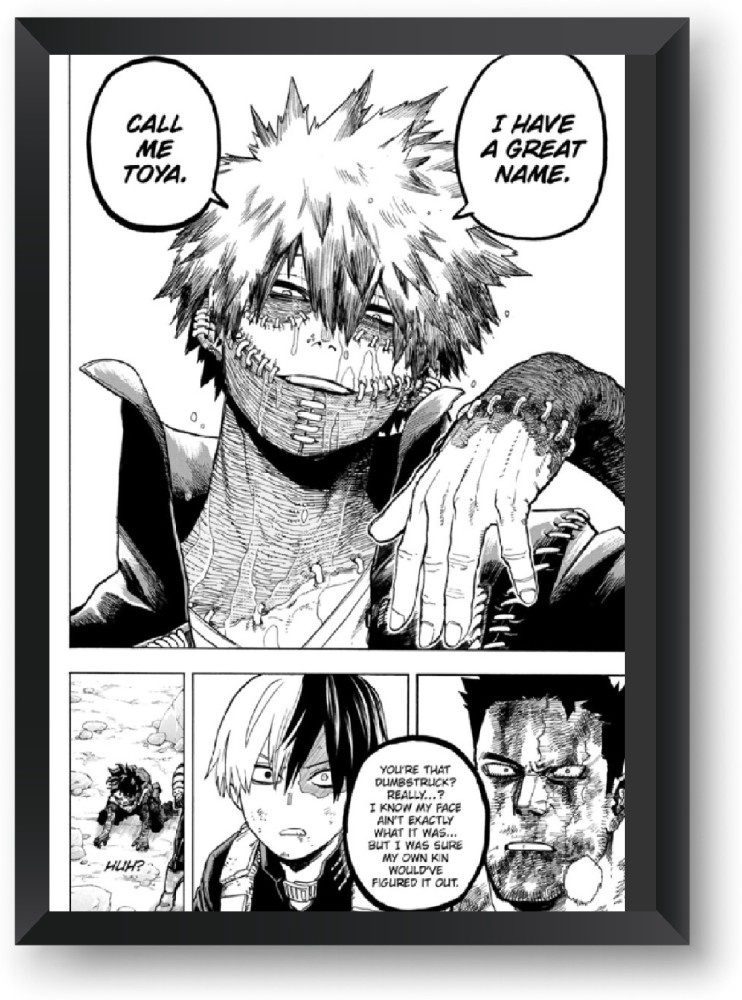 I HAVE
A GREAT
NAME.
CALL
ME
TOYA.
HUH?
YOU'RE THAT
DUMBSTRUCK?
REALLY...?
I KNOW MY FACE
AIN'T EXACTLY
WHAT IT WAS...
BUT I WAS SURE
MY OWN KIN
WOULD'VE
FIGURED IT OUT.